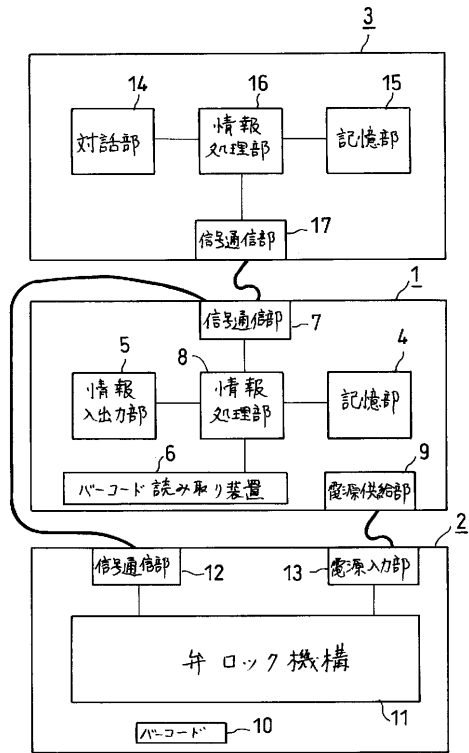 3
14
16
15
対話部
情報
処理部
記憶部
信号通信部
17
1
信号通信部
7
5
8
4
情報
入出力部
情報
処理部
記憶部
6
9
バーコード読み取り装置
電源供給部
2
信号通信部
12
13
電源入力部
弁ロック機構
11
バーコード
10